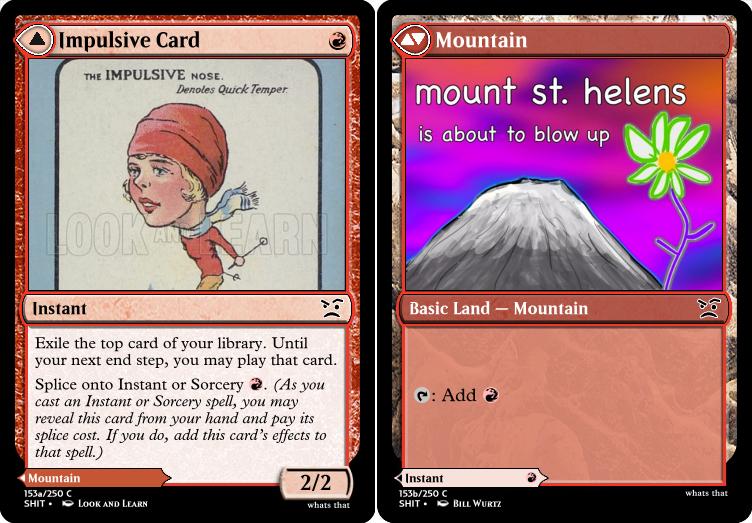 Impulsive Card
THE IMPULSIVE NOSE.
Denotes Quick Temper.
LOOK AND LEARN
Instant
Exile the top card of your library. Until
your next end step, you may play that card.
Splice onto Instant or Sorcery. (As you
cast an Instant or Sorcery spell, you may
reveal this card from your hand and pay its
splice cost. If you do, add this card's effects to
that spell.)
Mountain
2/2
153a/250 C
SHIT • Look and Learn
whats that
Mountain
mount st. helens
is about to blow up
Basic Land — Mountain
: Add
Instant
153b/250 C
SHIT • Bill Wurtz
whats that